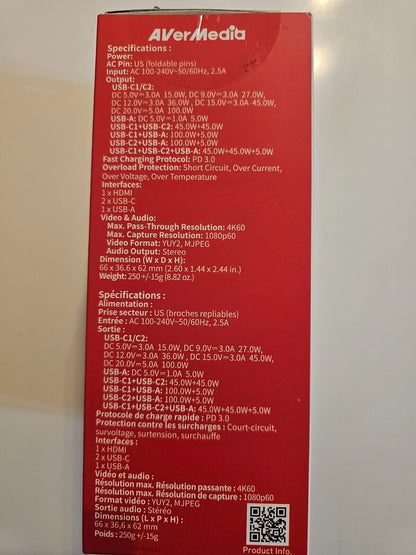 AVerMedia
Specifications :
Power:
AC Pin: US (foldable pins)
Input: AC 100-240V~50/60Hz, 2.5A
Output:
USB-C1/C2:
DC 5.0V⎓3.0A 15.0W, DC 9.0V⎓3.0A 27.0W,
DC 12.0V⎓3.0A 36.0W , DC 15.0V⎓3.0A 45.0W,
DC 20.0V⎓5.0A 100.0W
USB-A: DC 5.0V⎓1.0A 5.0W
USB-C1+USB-C2: 45.0W+45.0W
USB-C1+USB-A: 100.0W+5.0W
USB-C2+USB-A: 100.0W+5.0W
USB-C1+USB-C2+USB-A: 45.0W+45.0W+5.0W
Fast Charging Protocol: PD 3.0
Overload Protection: Short Circuit, Over Current,
Over Voltage, Over Temperature
Interfaces:
1 x HDMI
2 x USB-C
1 x USB-A
Video & Audio:
Max. Pass-Through Resolution: 4K60
Max. Capture Resolution: 1080p60
Video Format: YUY2, MJPEG
Audio Output: Stereo
Dimension (W x D x H):
66 x 36.6 x 62 mm (2.60 x 1.44 x 2.44 in.)
Weight: 250 +/-15g (8.82 oz.)
Spécifications :
Alimentation :
Prise secteur : US (broches repliables)
Entrée : AC 100-240V~50/60Hz, 2.5A
Sortie :
USB-C1/C2:
DC 5.0V⎓3.0A 15.0W, DC 9.0V⎓3.0A 27.0W,
DC 12.0V⎓3.0A 36.0W , DC 15.0V⎓3.0A 45.0W,
DC 20.0V⎓5.0A 100.0W
USB-A: DC 5.0V⎓1.0A 5.0W
USB-C1+USB-C2: 45.0W+45.0W
USB-C1+USB-A: 100.0W+5.0W
USB-C2+USB-A: 100.0W+5.0W
USB-C1+USB-C2+USB-A: 45.0W+45.0W+5.0W
Protocole de charge rapide : PD 3.0
Protection contre les surcharges : Court-circuit,
survoltage, surtension, surchauffe
Interfaces :
1 x HDMI
2 x USB-C
1 x USB-A
Vidéo et audio :
Résolution max. Résolution passante : 4K60
Résolution max. Résolution de capture : 1080p60
Format vidéo : YUY2, MJPEG
Sortie audio : Stéréo
Dimensions (L x P x H) :
66 x 36,6 x 62 mm
Poids : 250g +/-15g
Product Info.